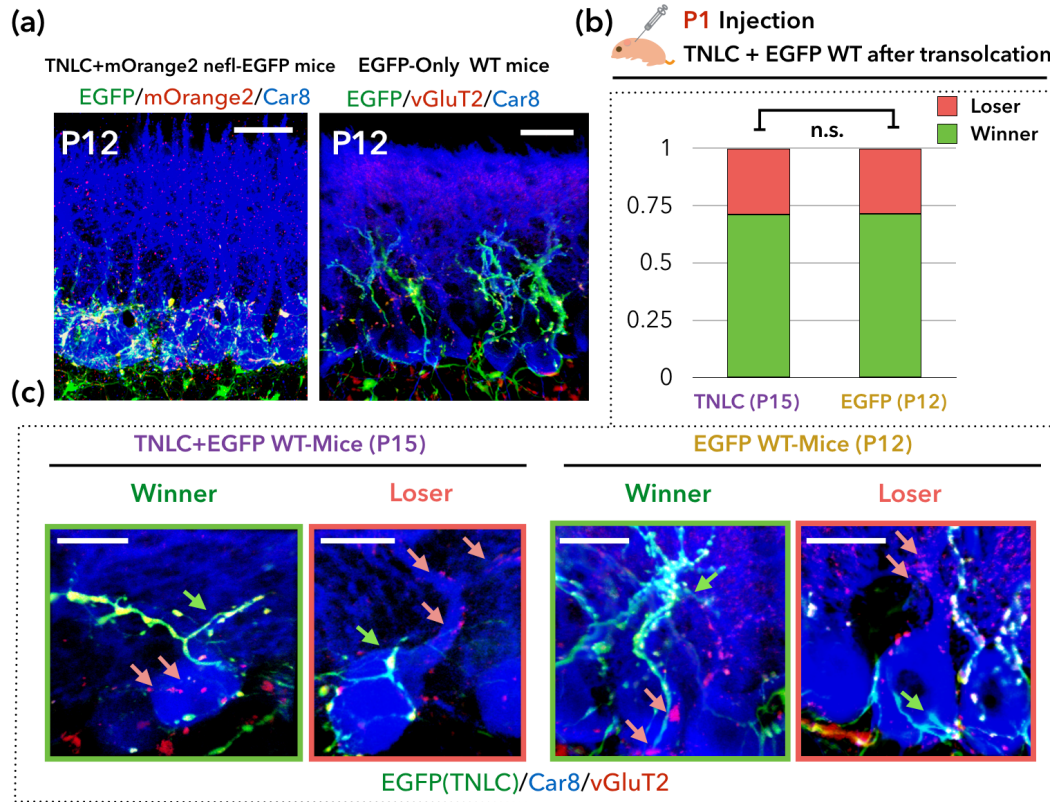 (a)
TNLC+mOrange2 nefl-EGFP mice
EGFP/mOrange2/Car8
P12
EGFP-Only WT mice
EGFP/vGluT2/Car8
P12
(b)
P1 Injection
TNLC + EGFP WT after transolcation
Loser
Winner
n.s.
1
0.75
0.5
0.25
0
TNLC (P15)
EGFP (P12)
(c)
TNLC+EGFP WT-Mice (P15)
Winner
Loser
EGFP WT-Mice (P12)
Winner
Loser
EGFP(TNLC)/Car8/vGluT2